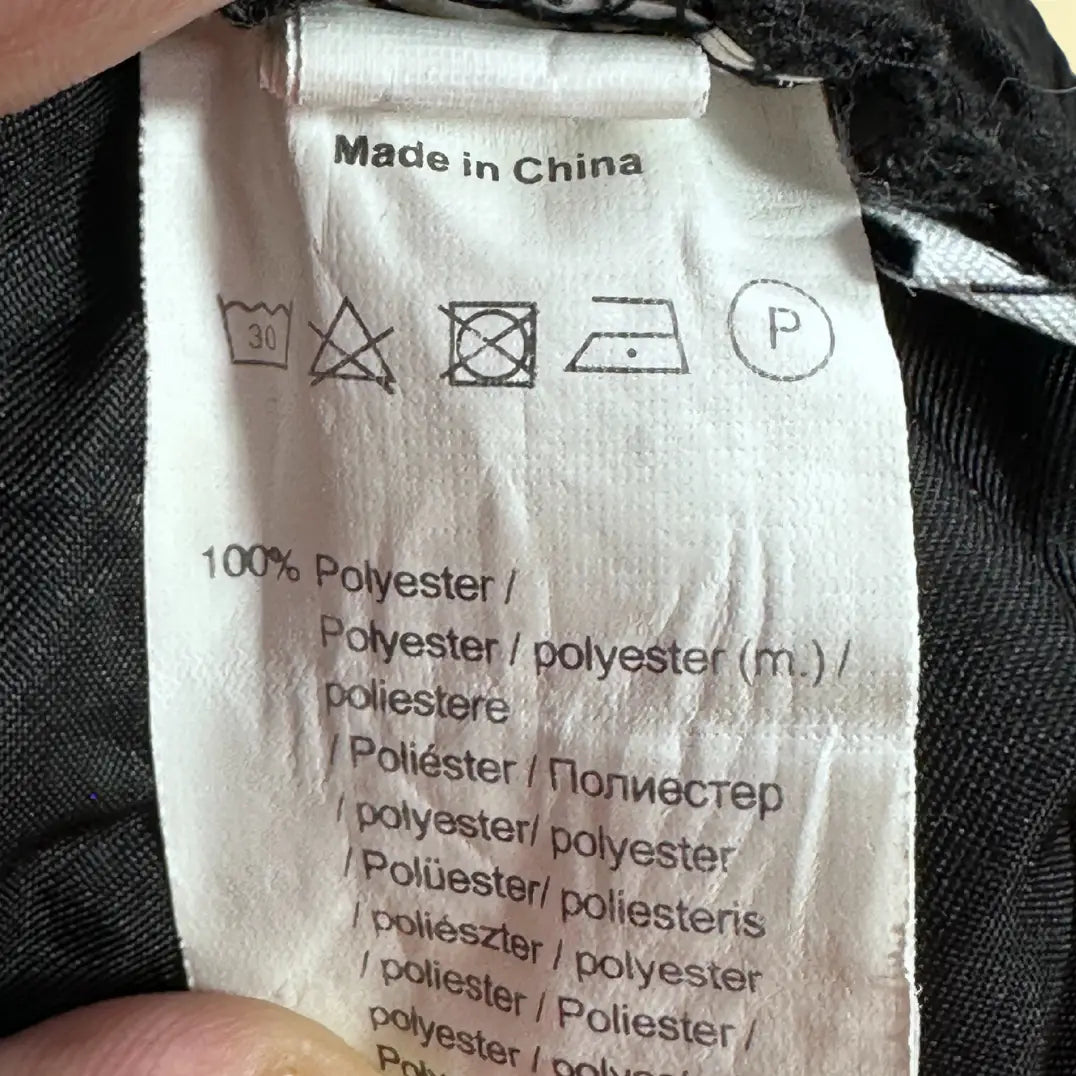 Made in China
30 P
100% Polyester /
Polyester / polyester (m.) /
poliestere
/ Poliéster / Полиестер
/ polyester/ polyester
/ Polüester/ poliesteris
/ poliészter / polyester
/ poliester / Poliester /
polyester /